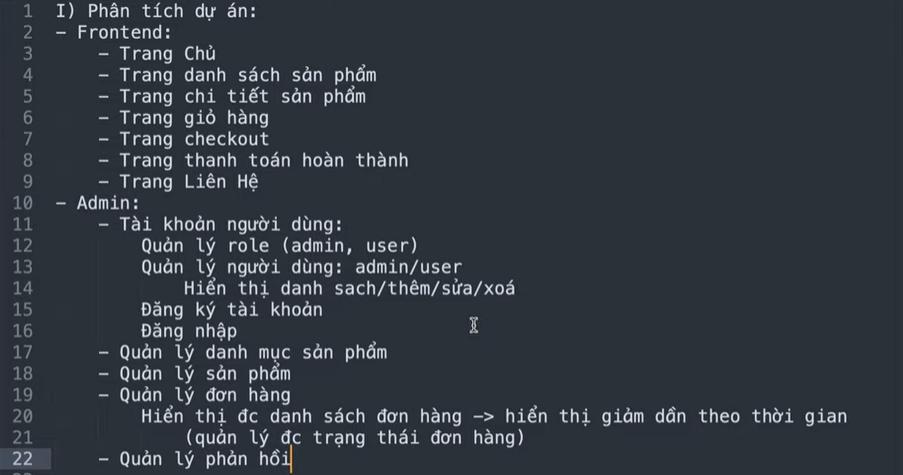 1 I) Phân tích dự án:
2 - Frontend:
3 - Trang Chủ
4 - Trang danh sách sản phẩm
5 - Trang chi tiết sản phẩm
6 - Trang giỏ hàng
7 - Trang checkout
8 - Trang thanh toán hoàn thành
9 - Trang Liên Hệ
10 - Admin:
11 - Tài khoản người dùng:
12 Quản lý role (admin, user)
13 Quản lý người dùng: admin/user
14 Hiển thị danh sach/thêm/sửa/xoá
15 Đăng ký tài khoản
16 Đăng nhập
17 - Quản lý danh mục sản phẩm
18 - Quản lý sản phẩm
19 - Quản lý đơn hàng
20 Hiển thị đc danh sách đơn hàng -> hiển thị giảm dần theo thời gian
21 (quản lý đc trạng thái đơn hàng)
22 - Quản lý phản hồi